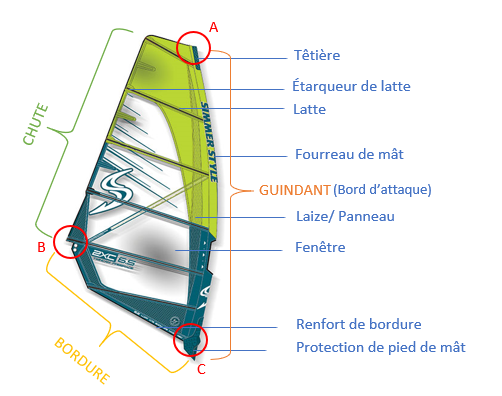 A
Têtière
Étarqueur de latte
Latte
CHUTE
SIMMER STYLE
Fourreau de mât
GUINDANT (Bord d'attaque)
Laize/ Panneau
B
Fenêtre
EXC 5.5
Renfort de bordure
BORDURE
Protection de pied de mât
C